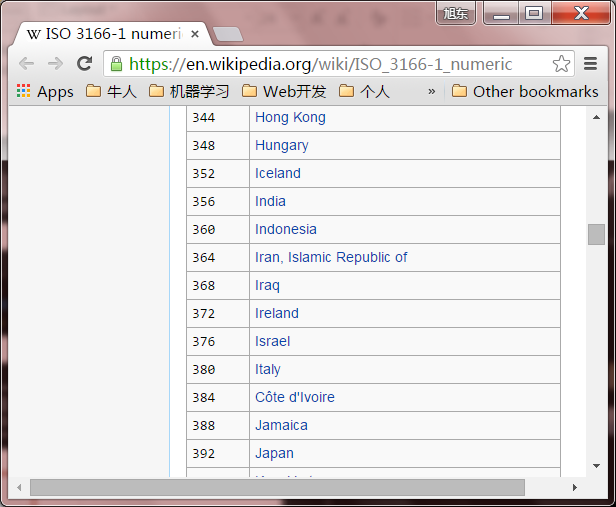 旭东
W ISO 3166-1 numeri
https://en.wikipedia.org/wiki/ISO_3166-1_numeric
Apps 牛人 机器学习 Web开发 个人 » Other bookmarks
344 Hong Kong
348 Hungary
352 Iceland
356 India
360 Indonesia
364 Iran, Islamic Republic of
368 Iraq
372 Ireland
376 Israel
380 Italy
384 Côte d'Ivoire
388 Jamaica
392 Japan